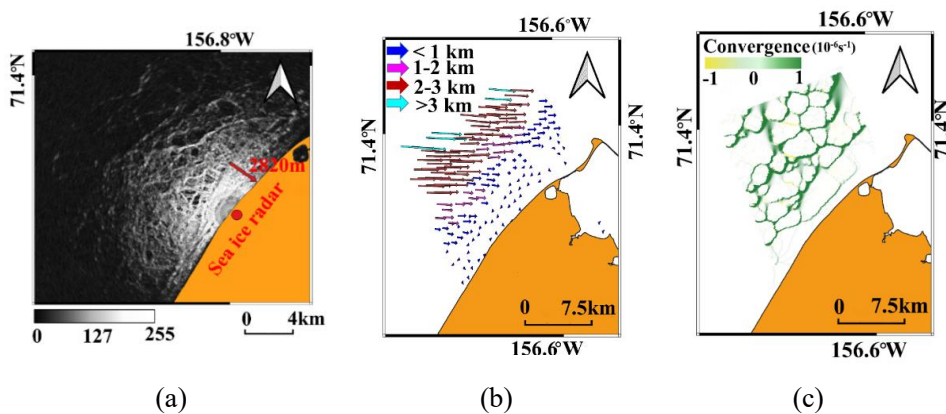 156.8°W
71.4°N
2820m
Sea ice radar
0 127 255
0 4km
(a)
156.6°W
71.4°N
< 1 km
1-2 km
2-3 km
>3 km
71.4°N
0 7.5km
156.6°W
(b)
156.6°W
Convergence (10⁻⁶s⁻¹)
-1 0 1
71.4°N
0 7.5km
156.6°W
(c)